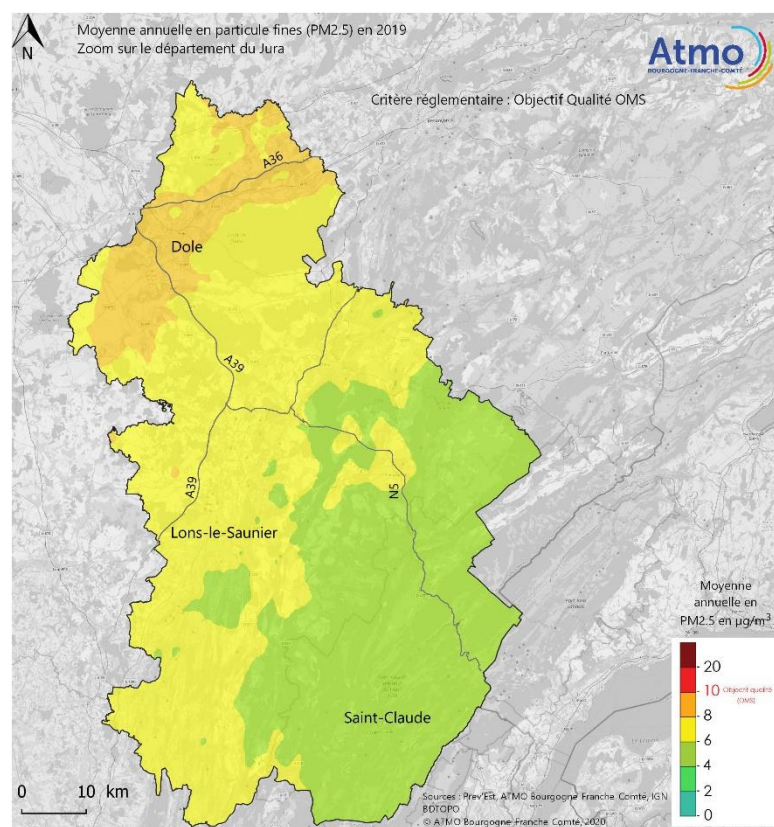 Moyenne annuelle en particule fines (PM2.5) en 2019
Zoom sur le département du Jura
N
Atmo
BOURGOGNE-FRANCHE-COMTÉ
Critère réglementaire : Objectif Qualité OMS
A36
Dole
A39
A39
N5
Lons-le-Saunier
Saint-Claude
Moyenne
annuelle en
PM2.5 en µg/m³
20
10 Objectif qualité
(OMS)
8
6
4
2
0
0 10 km
Sources : Prev'Est, ATMO Bourgogne Franche Comté, IGN
BDTOPO
© ATMO Bourgogne Franche Comté, 2020